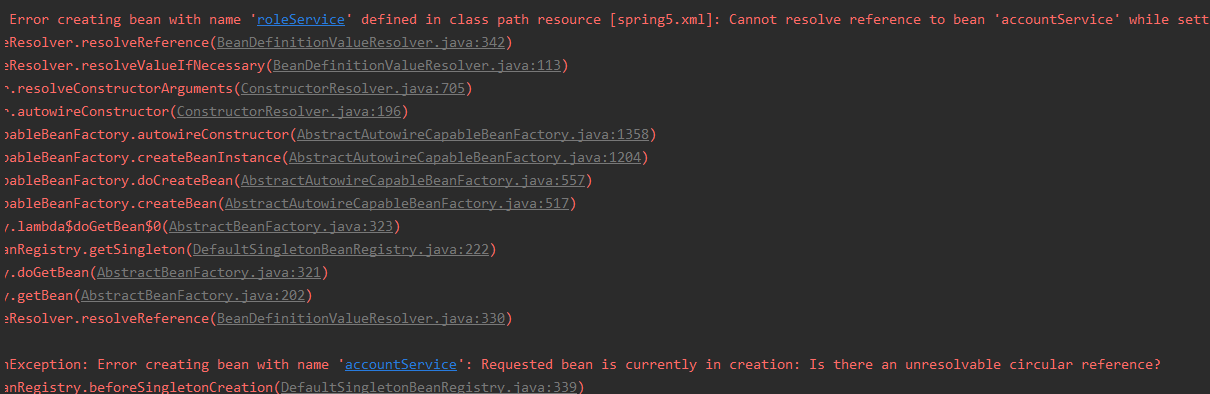 Error creating bean with name 'roleService' defined in class path resource [spring5.xml]: Cannot resolve reference to bean 'accountService' while sett
eResolver.resolveReference(BeanDefinitionValueResolver.java:342)
eResolver.resolveValueIfNecessary(BeanDefinitionValueResolver.java:113)
r.resolveConstructorArguments(ConstructorResolver.java:705)
r.autowireConstructor(ConstructorResolver.java:196)
pableBeanFactory.autowireConstructor(AbstractAutowireCapableBeanFactory.java:1358)
pableBeanFactory.createBeanInstance(AbstractAutowireCapableBeanFactory.java:1204)
pableBeanFactory.doCreateBean(AbstractAutowireCapableBeanFactory.java:557)
pableBeanFactory.createBean(AbstractAutowireCapableBeanFactory.java:517)
y.lambda$doGetBean$0(AbstractBeanFactory.java:323)
anRegistry.getSingleton(DefaultSingletonBeanRegistry.java:222)
y.doGetBean(AbstractBeanFactory.java:321)
y.getBean(AbstractBeanFactory.java:202)
eResolver.resolveReference(BeanDefinitionValueResolver.java:330)
nException: Error creating bean with name 'accountService': Requested bean is currently in creation: Is there an unresolvable circular reference?
anRegistry.beforeSingletonCreation(DefaultSingletonBeanRegistry.java:339)